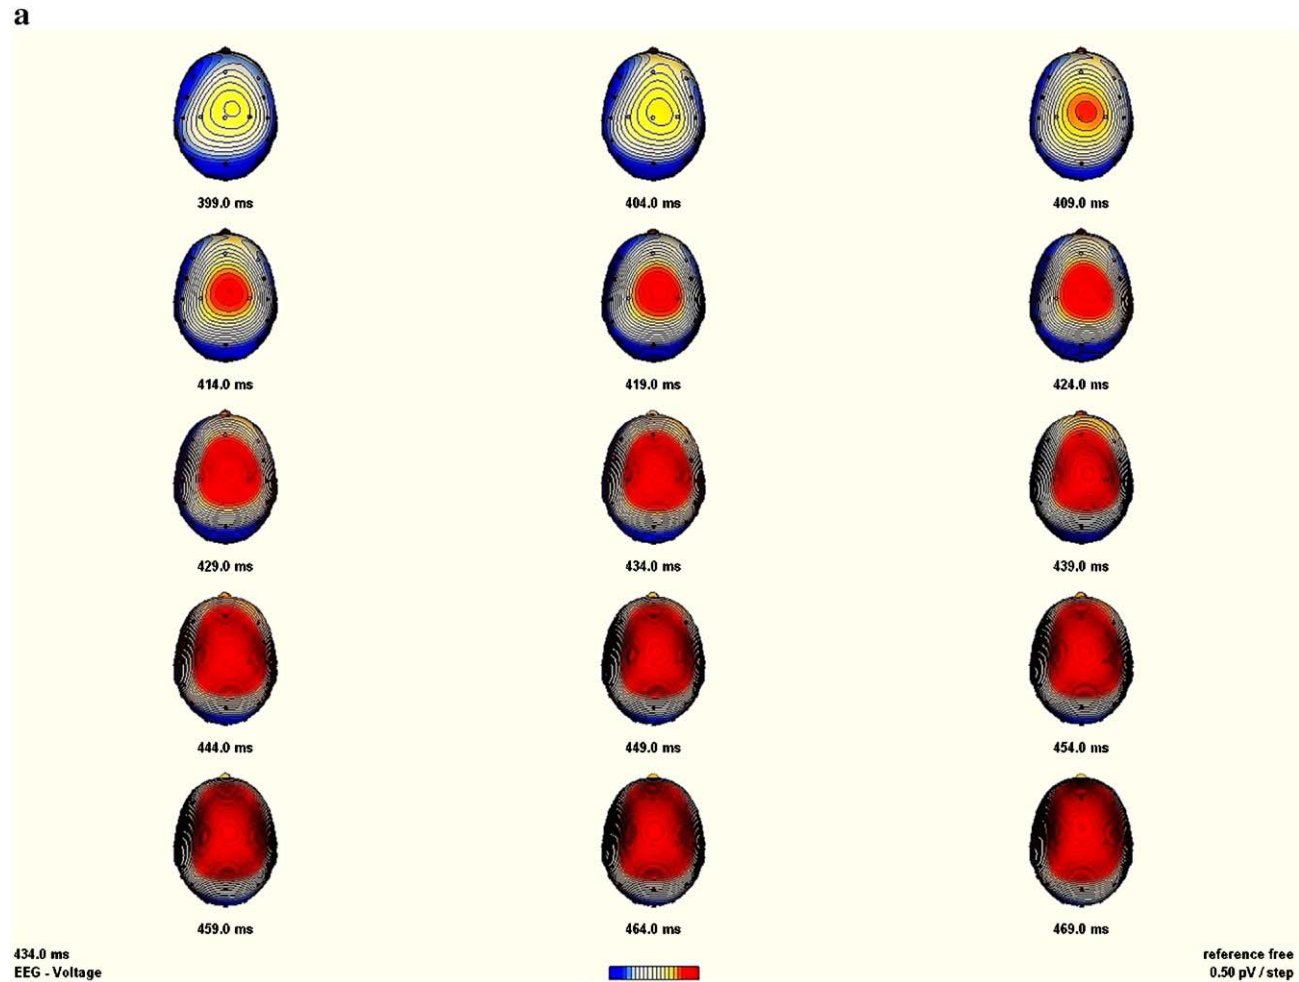 a
399.0 ms
404.0 ms
409.0 ms
414.0 ms
419.0 ms
424.0 ms
429.0 ms
434.0 ms
439.0 ms
444.0 ms
449.0 ms
454.0 ms
459.0 ms
464.0 ms
469.0 ms
434.0 ms
EEG - Voltage
reference free
0.50 pV / step